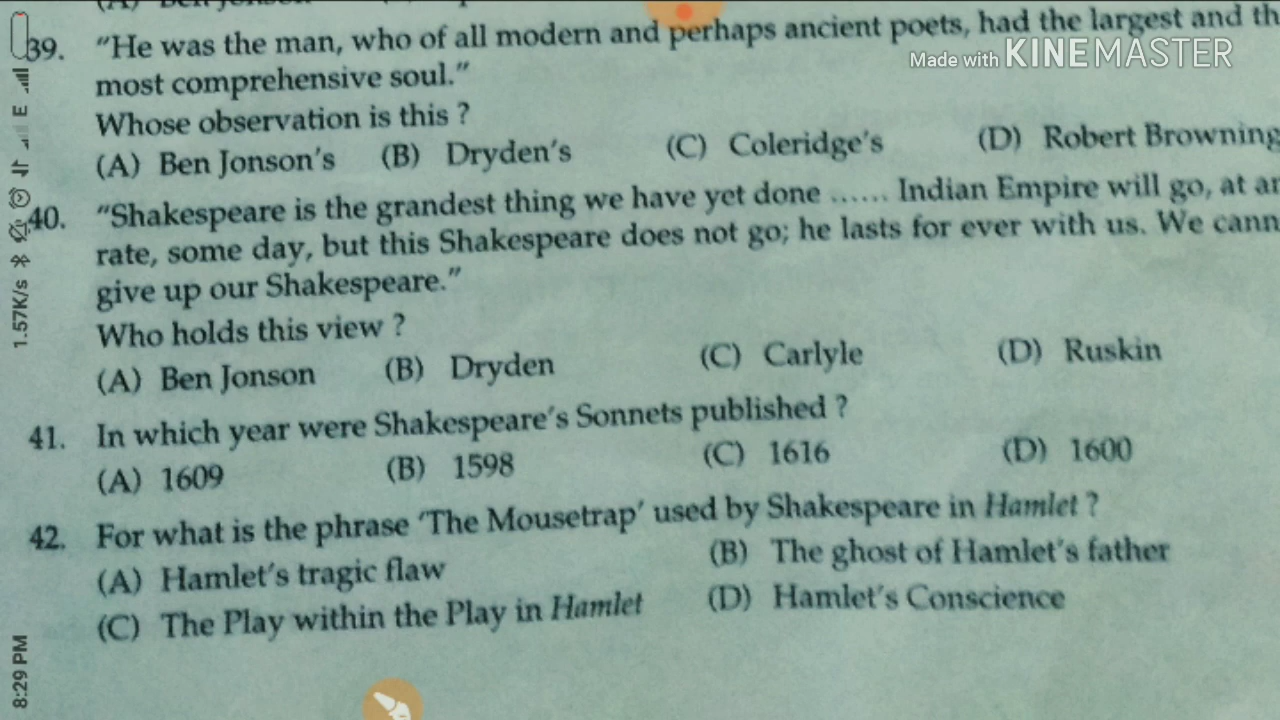 39. "He was the man, who of all modern and perhaps ancient poets, had the largest and th
most comprehensive soul."
Whose observation is this ?
(A) Ben Jonson's (B) Dryden's (C) Coleridge's (D) Robert Browning
40. "Shakespeare is the grandest thing we have yet done ...... Indian Empire will go, at an
rate, some day, but this Shakespeare does not go; he lasts for ever with us. We cann
give up our Shakespeare."
Who holds this view ?
(A) Ben Jonson (B) Dryden (C) Carlyle (D) Ruskin
41. In which year were Shakespeare's Sonnets published ?
(A) 1609 (B) 1598 (C) 1616 (D) 1600
42. For what is the phrase 'The Mousetrap' used by Shakespeare in Hamlet ?
(A) Hamlet's tragic flaw (B) The ghost of Hamlet's father
(C) The Play within the Play in Hamlet (D) Hamlet's Conscience
Made with KINEMASTER
8:29 PM
1.57K/s
E